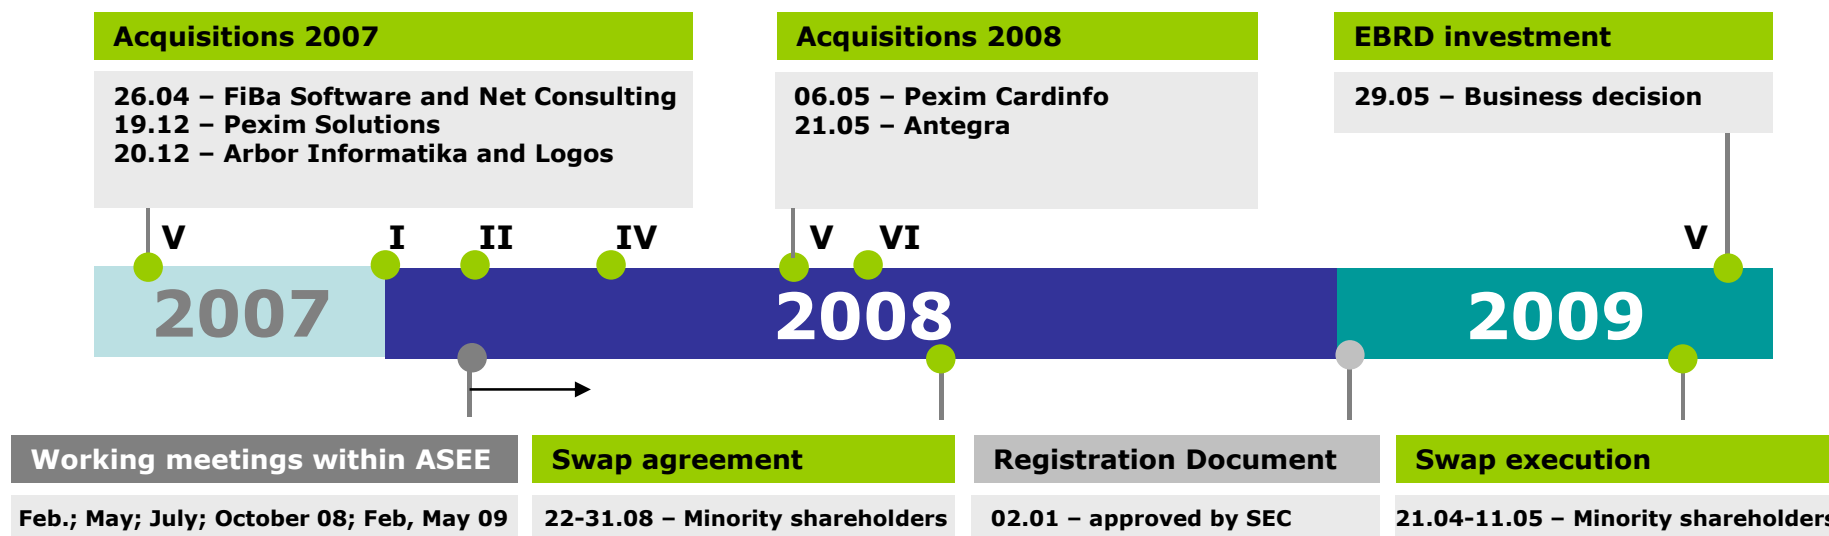 Acquisitions 2007
Acquisitions 2008
EBRD investment
26.04 – FiBa Software and Net Consulting
19.12 – Pexim Solutions
20.12 – Arbor Informatika and Logos
06.05 – Pexim Cardinfo
21.05 – Antegra
29.05 – Business decision
V
I
II
IV
V
VI
V
2007
2008
2009
Working meetings within ASEE
Swap agreement
Registration Document
Swap execution
Feb.; May; July; October 08; Feb, May 09
22-31.08 – Minority shareholders
02.01 – approved by SEC
21.04-11.05 – Minority shareholders